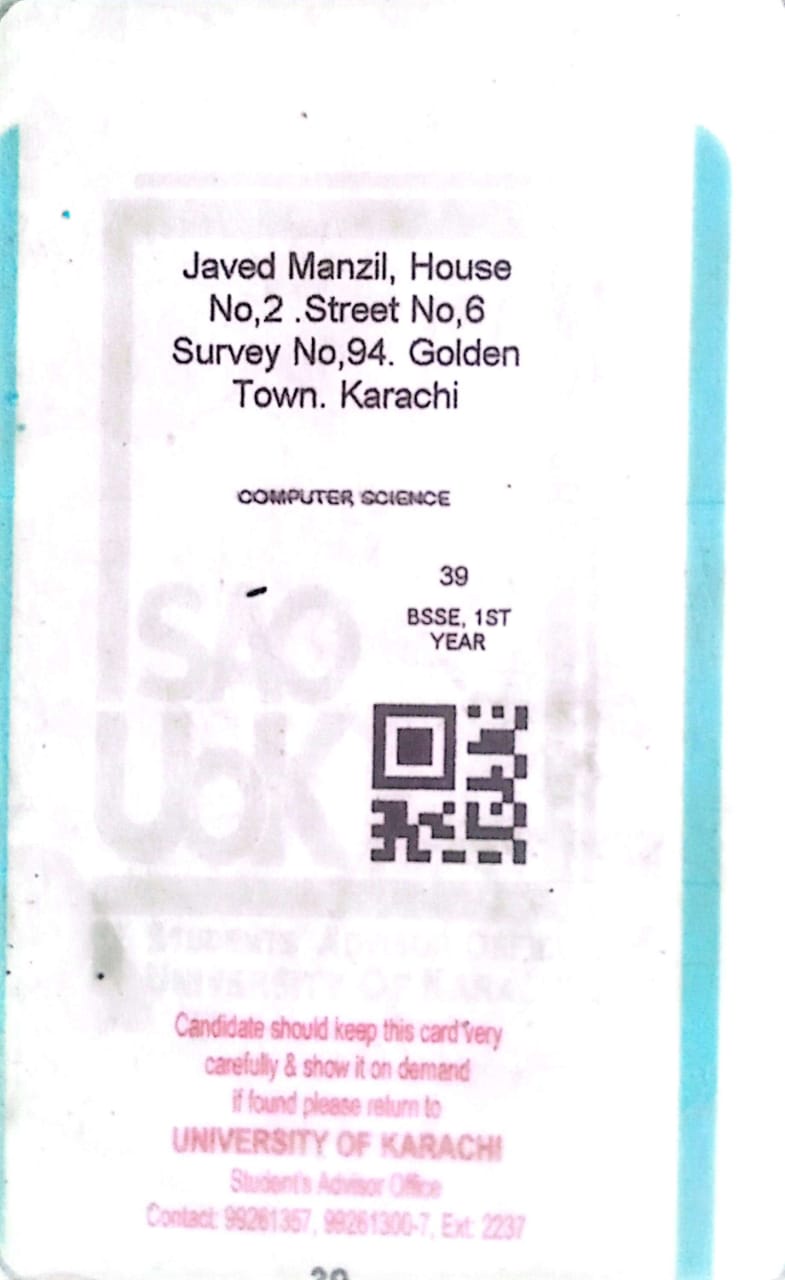 Javed Manzil, House
No,2 .Street No,6
Survey No,94. Golden
Town. Karachi
COMPUTER SCIENCE
39
BSSE, 1ST
YEAR
SAO
UoK
Students Advisor Office
UNIVERSITY OF KARAC
Candidate should keep this card very
carefully & show it on demand
if found please return to
UNIVERSITY OF KARACHI
Student's Advisor Office
Contact: 99261357, 99261300-7, Ext: 2237